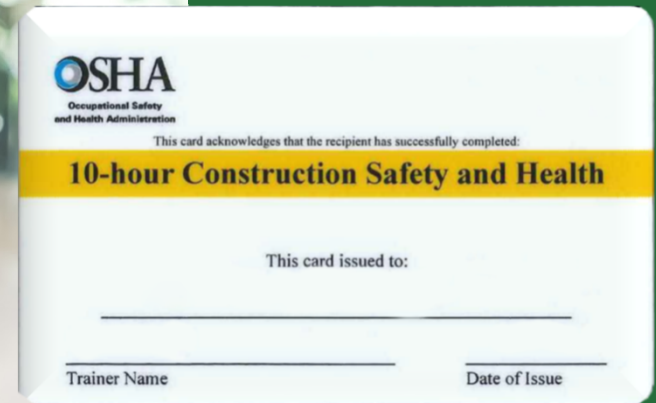 OSHA
Occupational Safety
and Health Administration
This card acknowledges that the recipient has successfully completed:
10-hour Construction Safety and Health
This card issued to:
Trainer Name
Date of Issue